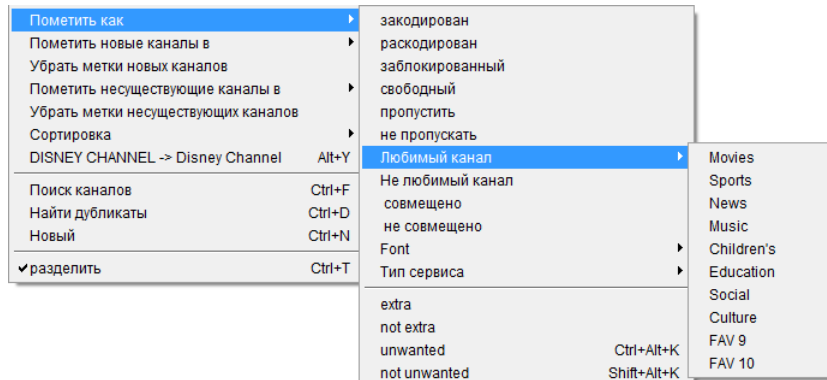 Пометить как
Пометить новые каналы в
Убрать метки новых каналов
Пометить несуществующие каналы в
Убрать метки несуществующих каналов
Сортировка
DISNEY CHANNEL -> Disney Channel Alt+Y
Поиск каналов Ctrl+F
Найти дубликаты Ctrl+D
Новый Ctrl+N
разделить Ctrl+T
закодирован
раскодирован
заблокированный
свободный
пропустить
не пропускать
Любимый канал
Не любимый канал
совмещено
не совмещено
Font
Тип сервиса
extra
not extra
unwanted Ctrl+Alt+K
not unwanted Shift+Alt+K
Movies
Sports
News
Music
Children's
Education
Social
Culture
FAV 9
FAV 10